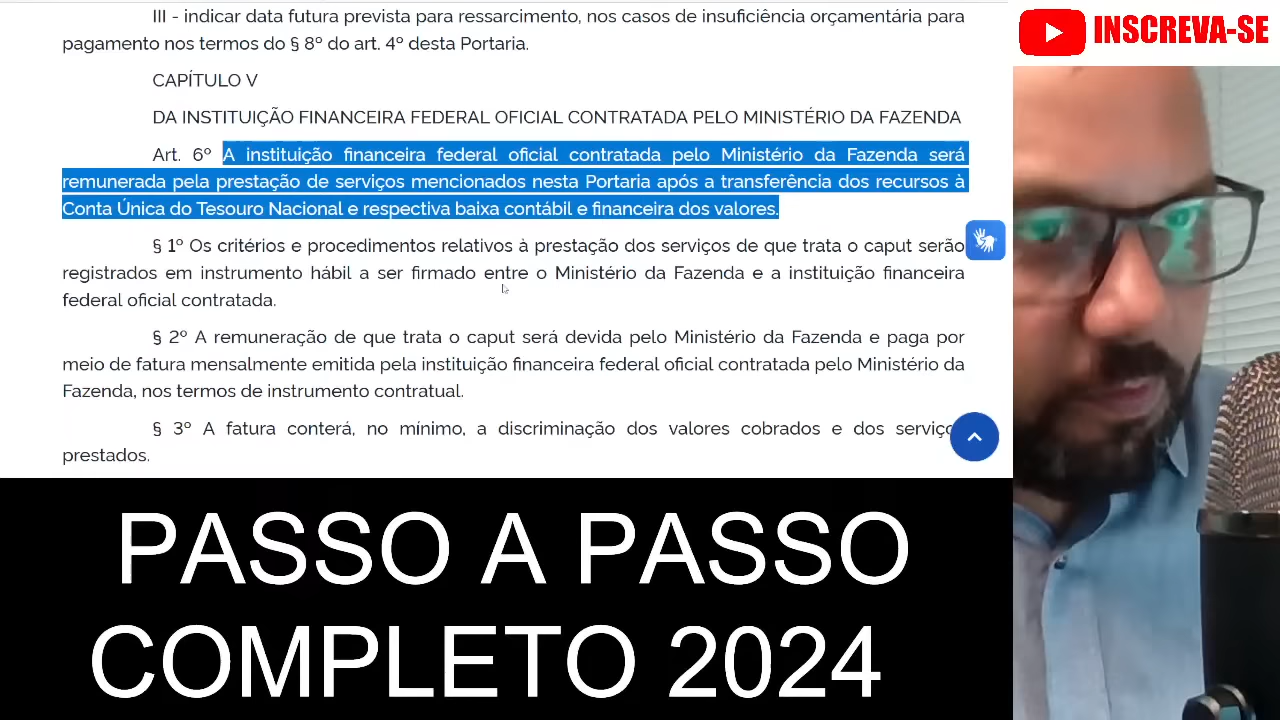 III - indicar data futura prevista para ressarcimento, nos casos de insuficiência orçamentária para
pagamento nos termos do § 8º do art. 4º desta Portaria.
CAPÍTULO V
DA INSTITUIÇÃO FINANCEIRA FEDERAL OFICIAL CONTRATADA PELO MINISTÉRIO DA FAZENDA
Art. 6º A instituição financeira federal oficial contratada pelo Ministério da Fazenda será
remunerada pela prestação de serviços mencionados nesta Portaria após a transferência dos recursos à
Conta Única do Tesouro Nacional e respectiva baixa contábil e financeira dos valores.
§ 1º Os critérios e procedimentos relativos à prestação dos serviços de que trata o caput serão
registrados em instrumento hábil a ser firmado entre o Ministério da Fazenda e a instituição financeira
federal oficial contratada.
§ 2º A remuneração de que trata o caput será devida pelo Ministério da Fazenda e paga por
meio de fatura mensalmente emitida pela instituição financeira federal oficial contratada pelo Ministério da
Fazenda, nos termos de instrumento contratual.
§ 3º A fatura conterá, no mínimo, a discriminação dos valores cobrados e dos serviço
prestados.
INSCREVA-SE
PASSO A PASSO
COMPLETO 2024